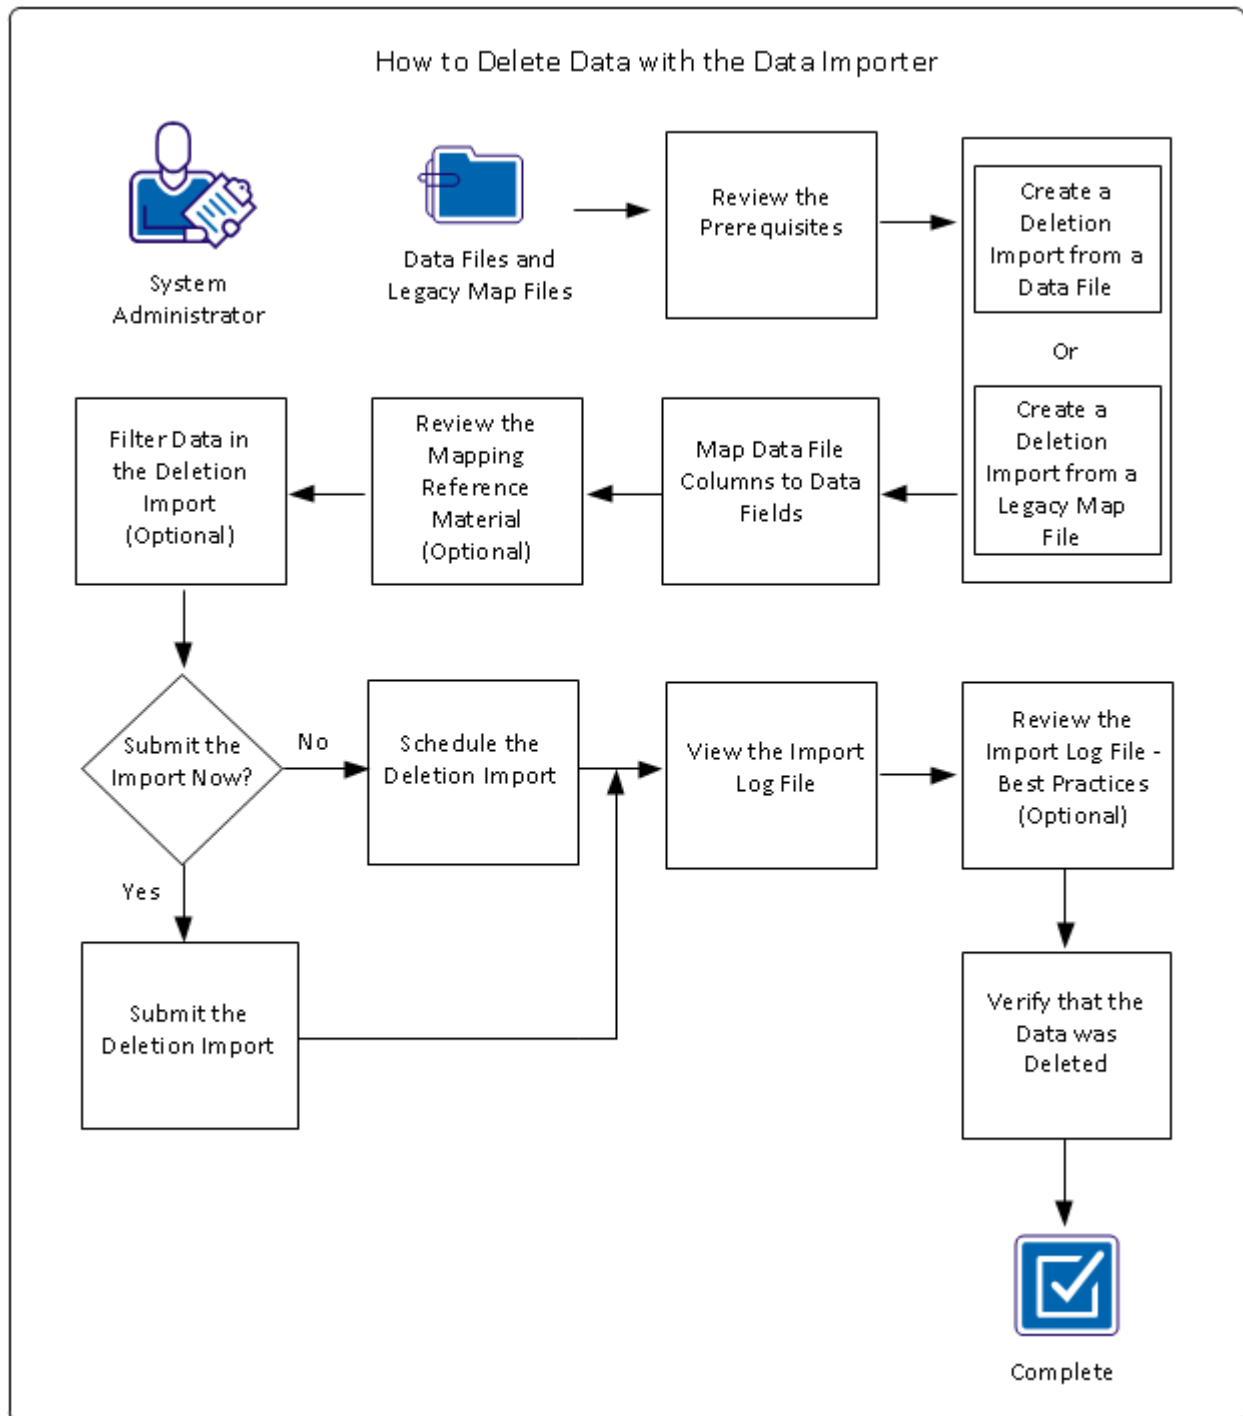 How to Delete Data with the Data Importer
System
Administrator
Data Files and
Legacy Map Files
Review the
Prerequisites
Create a
Deletion
Import from a
Data File
Or
Create a
Deletion
Import from a
Legacy Map
File
Map Data File
Columns to Data
Fields
Review the
Mapping
Reference
Material
(Optional)
Filter Data in
the Deletion
Import
(Optional)
Submit the
Import Now?
No
Schedule the
Deletion Import
View the Import
Log File
Review the
Import Log File -
Best Practices
(Optional)
Yes
Submit the
Deletion Import
Verify that the
Data was
Deleted
Complete